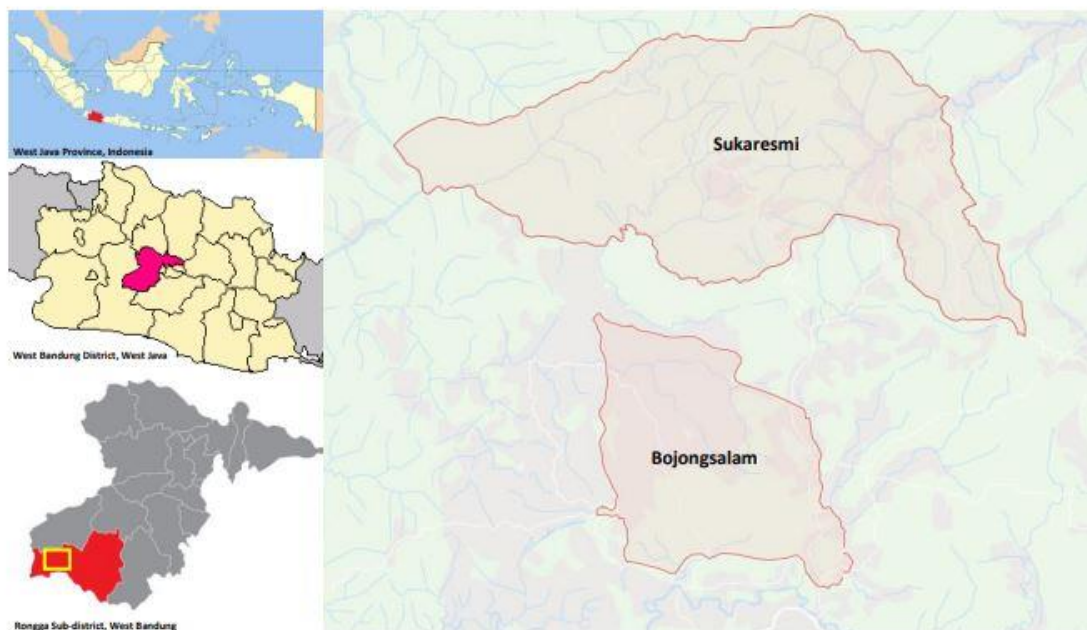 West Java Province, Indonesia
West Bandung District, West Java
Rongga Sub-district, West Bandung
Sukaresmi
Bojongsalam